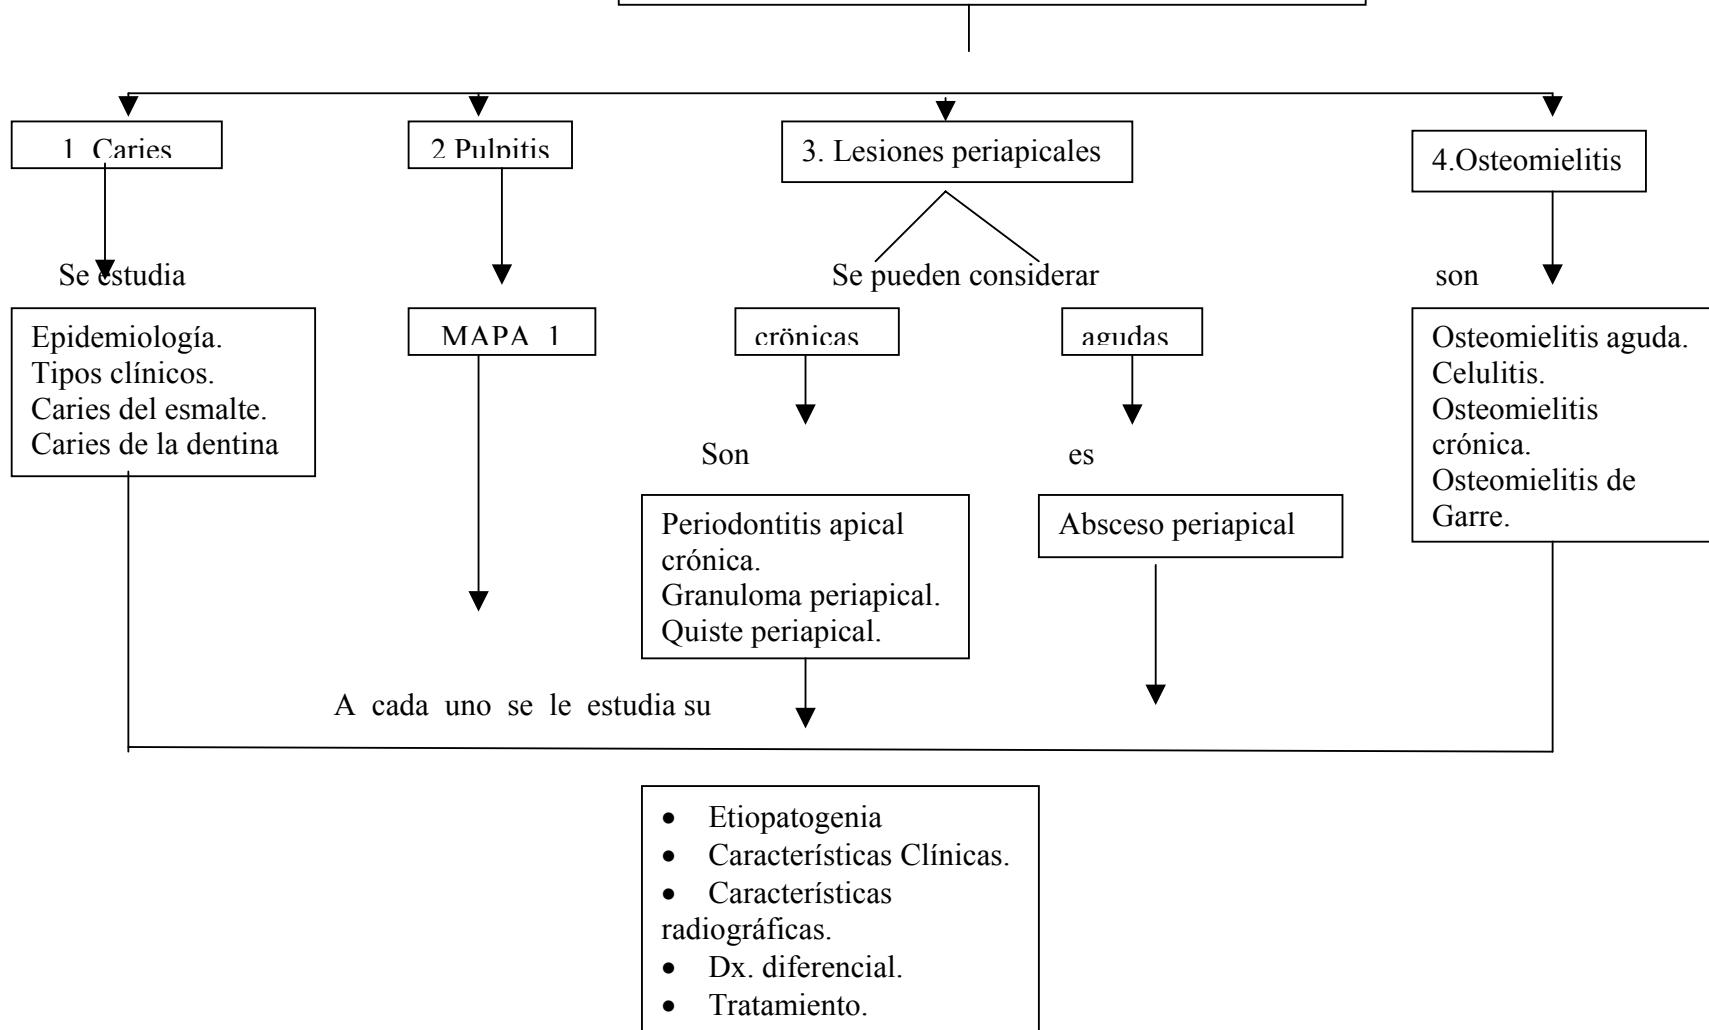 1. Caries
2 Pulpitis
3. Lesiones periapicales
4.Osteomielitis
Se estudia
Se pueden considerar
son
Epidemiología.
Tipos clínicos.
Caries del esmalte.
Caries de la dentina
MAPA 1
crönicas
agudas
Osteomielitis aguda.
Celulitis.
Osteomielitis
crónica.
Osteomielitis de
Garre.
Son
es
Periodontitis apical
crónica.
Granuloma periapical.
Quiste periapical.
Absceso periapical
A cada uno se le estudia su
• Etiopatogenia
• Características Clínicas.
• Características
radiográficas.
• Dx. diferencial.
• Tratamiento.